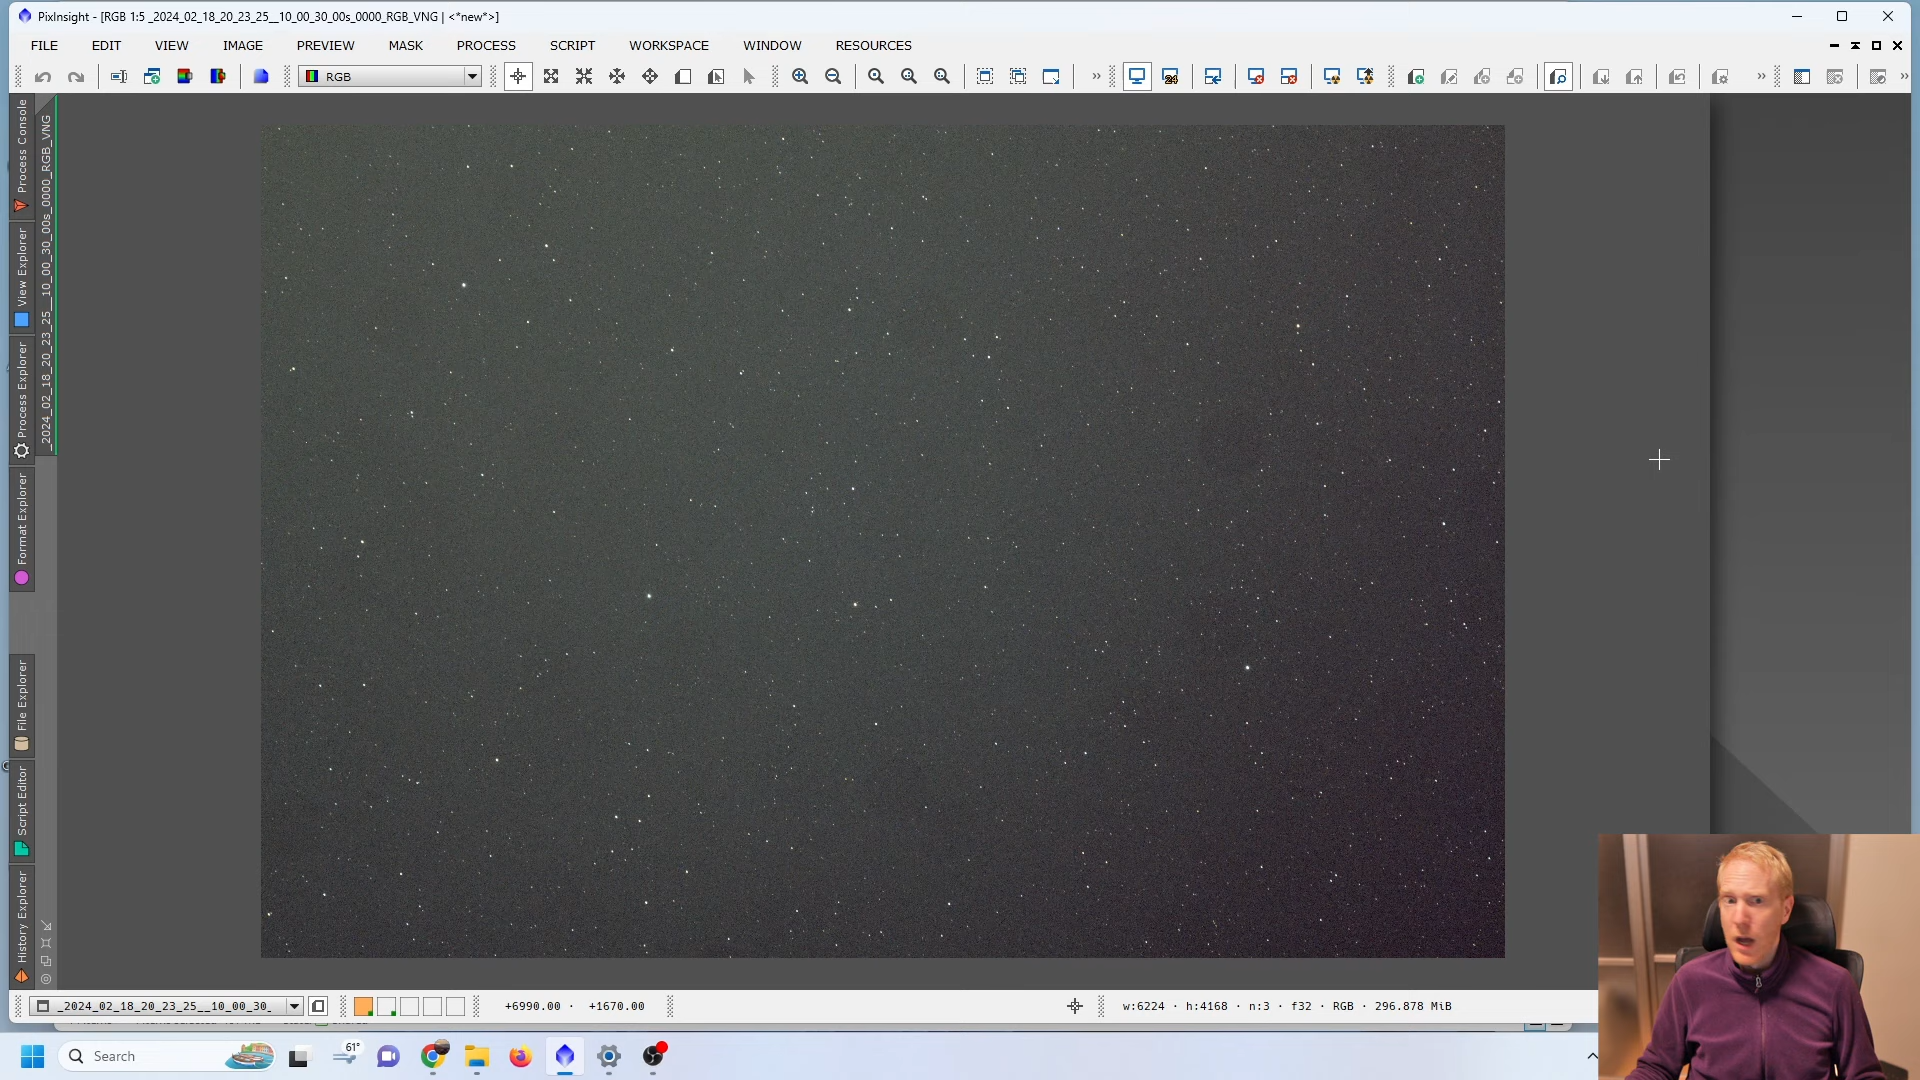 PixInsight - [RGB 1:5 _2024_02_18_20_23_25__10_00_30_00s_0000_RGB_VNG | <*new*>]
FILE EDIT VIEW IMAGE PREVIEW MASK PROCESS SCRIPT WORKSPACE WINDOW RESOURCES
RGB
24
Process Console
View Explorer
Process Explorer
Format Explorer
File Explorer
Script Editor
History Explorer
_2024_02_18_20_23_25__10_00_30_00s_0000_RGB_VNG
_2024_02_18_20_23_25__10_00_30_
+6990.00 · +1670.00
w:6224 · h:4168 · n:3 · f32 · RGB · 296.878 MiB
Search
61°